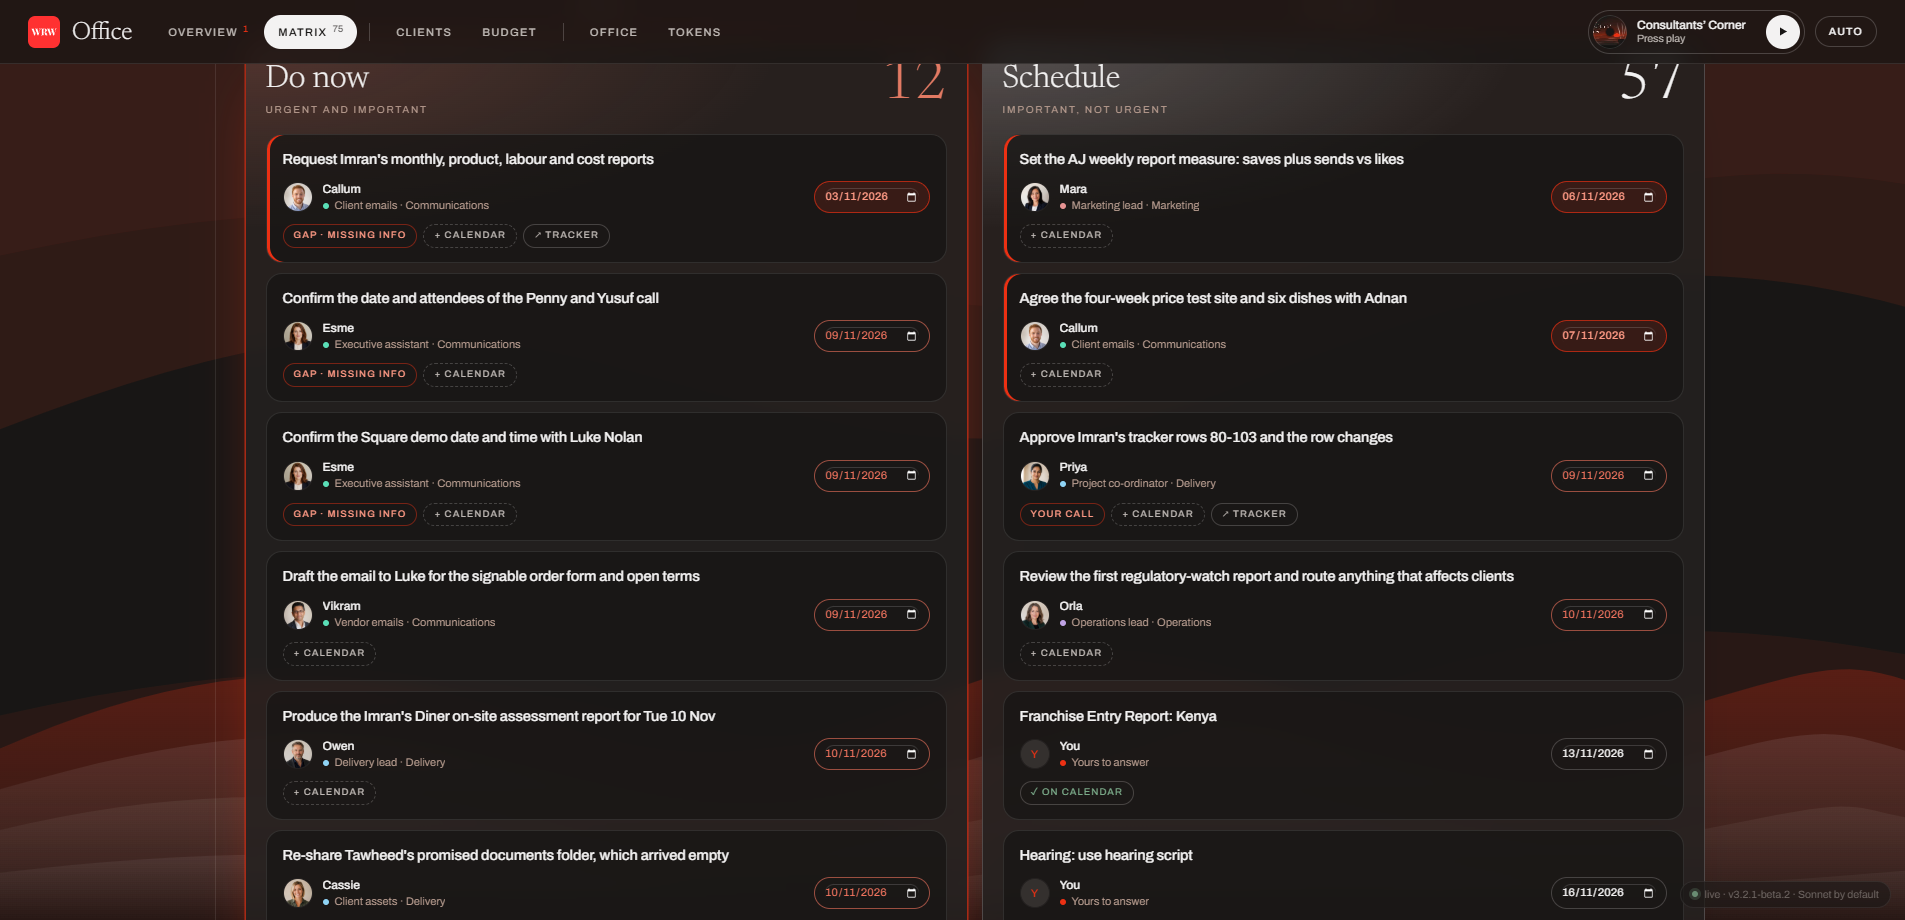 WRW Office OVERVIEW 1 MATRIX 75 CLIENTS BUDGET OFFICE TOKENS
Consultants' Corner
Press play
AUTO
Do now 12
URGENT AND IMPORTANT
Request Imran's monthly, product, labour and cost reports
Callum
Client emails · Communications
03/11/2026
GAP · MISSING INFO + CALENDAR ↗ TRACKER
Confirm the date and attendees of the Penny and Yusuf call
Esme
Executive assistant · Communications
09/11/2026
GAP · MISSING INFO + CALENDAR
Confirm the Square demo date and time with Luke Nolan
Esme
Executive assistant · Communications
09/11/2026
GAP · MISSING INFO + CALENDAR
Draft the email to Luke for the signable order form and open terms
Vikram
Vendor emails · Communications
09/11/2026
+ CALENDAR
Produce the Imran's Diner on-site assessment report for Tue 10 Nov
Owen
Delivery lead · Delivery
10/11/2026
+ CALENDAR
Re-share Tawheed's promised documents folder, which arrived empty
Cassie
Client assets · Delivery
10/11/2026
Schedule 57
IMPORTANT, NOT URGENT
Set the AJ weekly report measure: saves plus sends vs likes
Mara
Marketing lead · Marketing
06/11/2026
+ CALENDAR
Agree the four-week price test site and six dishes with Adnan
Callum
Client emails · Communications
07/11/2026
+ CALENDAR
Approve Imran's tracker rows 80-103 and the row changes
Priya
Project co-ordinator · Delivery
09/11/2026
YOUR CALL + CALENDAR ↗ TRACKER
Review the first regulatory-watch report and route anything that affects clients
Orla
Operations lead · Operations
10/11/2026
+ CALENDAR
Franchise Entry Report: Kenya
Y You
Yours to answer
13/11/2026
✓ ON CALENDAR
Hearing: use hearing script
Y You
Yours to answer
16/11/2026
live · v3.2.1-beta.2 · Sonnet by default